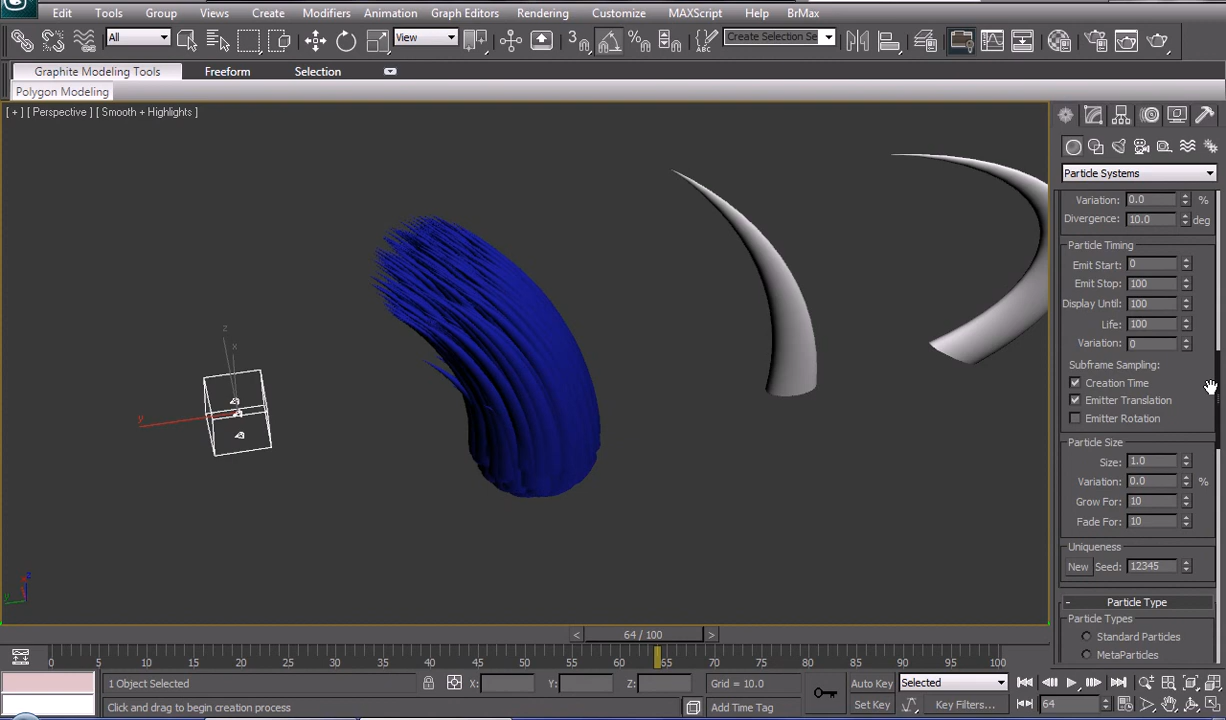 Edit Tools Group Views Create Modifiers Animation Graph Editors Rendering Customize MAXScript Help BrMax
All View 3 Create Selection Se
Graphite Modeling Tools Freeform Selection
Polygon Modeling
[ + ] [ Perspective ] [ Smooth + Highlights ]
Particle Systems
Variation: 0.0 %
Divergence: 10.0 deg
Particle Timing
Emit Start: 0
Emit Stop: 100
Display Until: 100
Life: 100
Variation: 0
Subframe Sampling:
Creation Time
Emitter Translation
Emitter Rotation
Particle Size
Size: 1.0
Variation: 0.0 %
Grow For: 10
Fade For: 10
Uniqueness
New Seed: 12345
- Particle Type
Particle Types
Standard Particles
MetaParticles
z
x
y
z
y
< 64 / 100 >
0 5 10 15 20 25 30 35 40 45 50 55 60 65 70 75 80 85 90 95 100
1 Object Selected X: Y: Z: Grid = 10.0 Auto Key Selected
Click and drag to begin creation process Add Time Tag Set Key Key Filters... 64